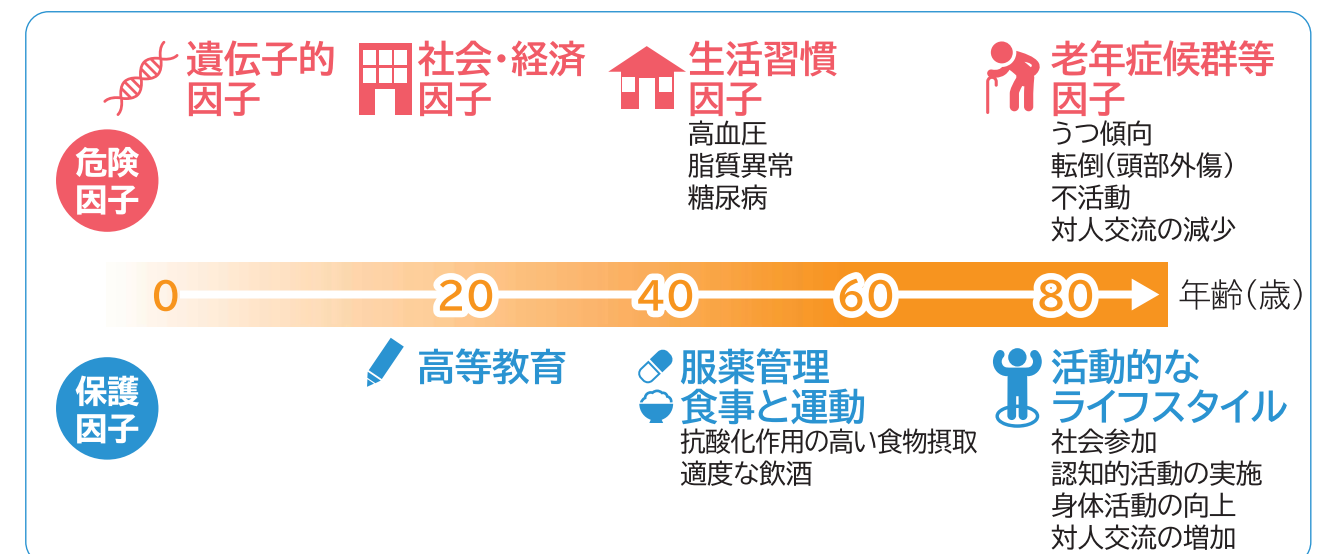 遺伝子的
因子
社会・経済
因子
生活習慣
因子
高血圧
脂質異常
糖尿病
老年症候群等
因子
うつ傾向
転倒(頭部外傷)
不活動
対人交流の減少
危険
因子
0 20 40 60 80 年齢(歳)
保護
因子
高等教育
服薬管理
食事と運動
抗酸化作用の高い食物摂取
適度な飲酒
活動的な
ライフスタイル
社会参加
認知的活動の実施
身体活動の向上
対人交流の増加